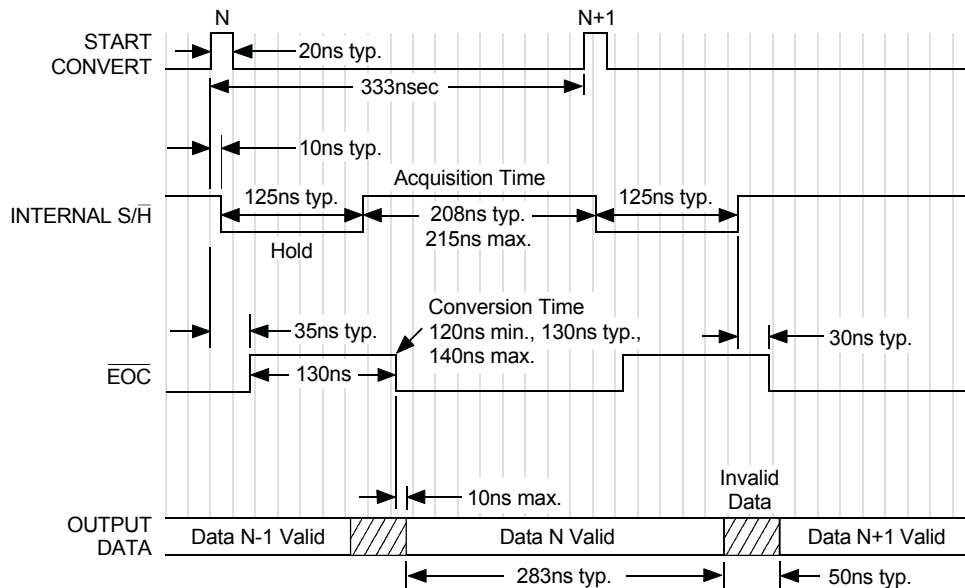 N
N+1
START
CONVERT
20ns typ.
333nsec
10ns typ.
Acquisition Time
INTERNAL S/H̅
125ns typ.
208ns typ.
215ns max.
125ns typ.
Hold
Conversion Time
120ns min., 130ns typ.,
140ns max.
35ns typ.
30ns typ.
E̅O̅C̅
130ns
10ns max.
Invalid
Data
OUTPUT
DATA
Data N-1 Valid
Data N Valid
Data N+1 Valid
283ns typ.
50ns typ.